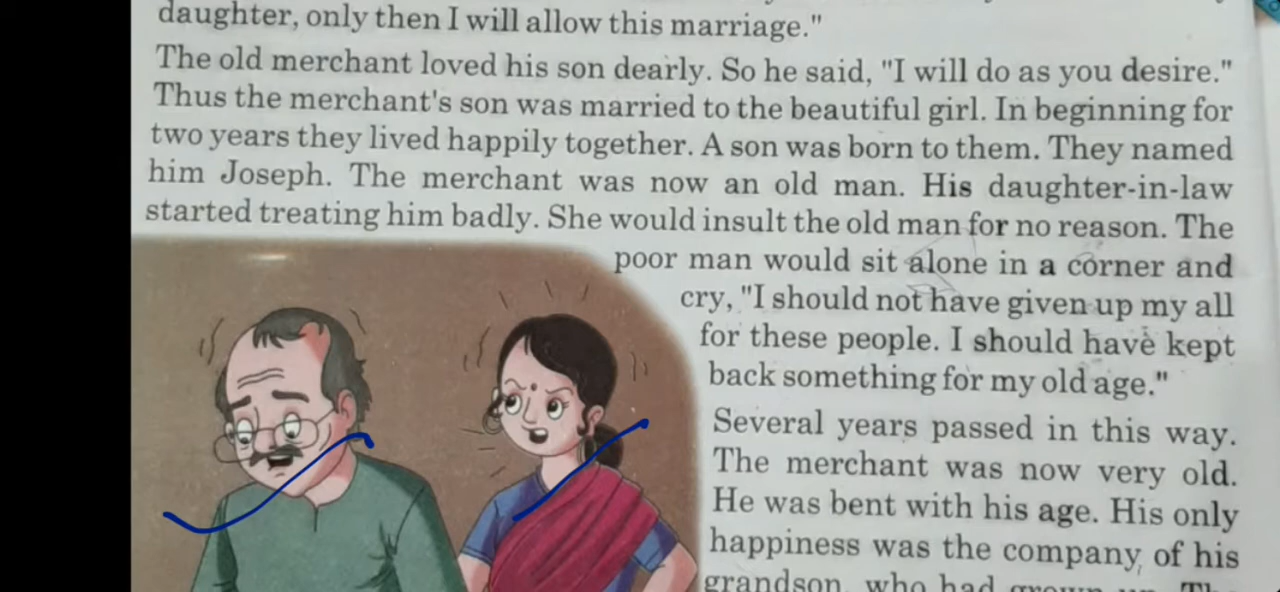 daughter, only then I will allow this marriage."
The old merchant loved his son dearly. So he said, "I will do as you desire."
Thus the merchant's son was married to the beautiful girl. In beginning for
two years they lived happily together. A son was born to them. They named
him Joseph. The merchant was now an old man. His daughter-in-law
started treating him badly. She would insult the old man for no reason. The
poor man would sit alone in a corner and
cry, "I should not have given up my all
for these people. I should have kept
back something for my old age."
Several years passed in this way.
The merchant was now very old.
He was bent with his age. His only
happiness was the company of his
grandson, who had grown up. The